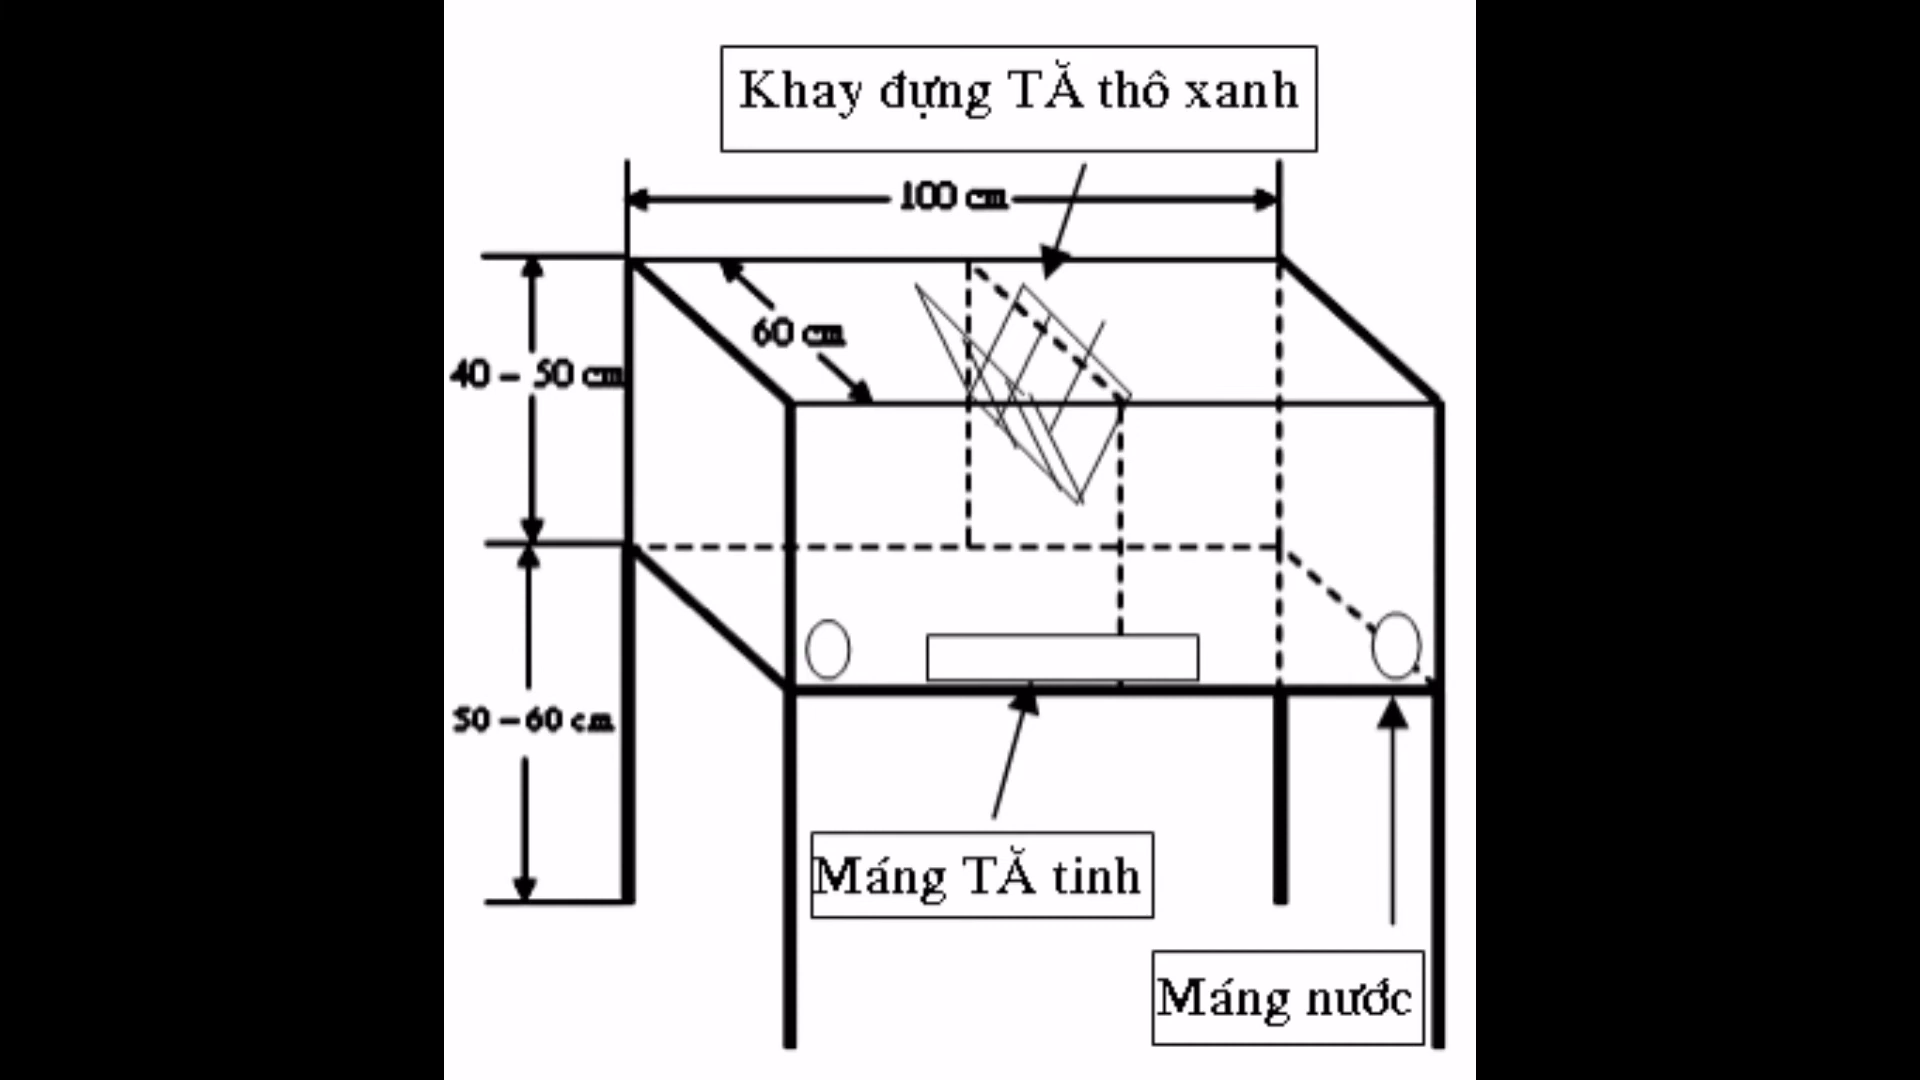 Khay đựng TĂ thô xanh
100 cm
60 cm
40 – 50 cm
50 – 60 cm
Máng TĂ tinh
Máng nước